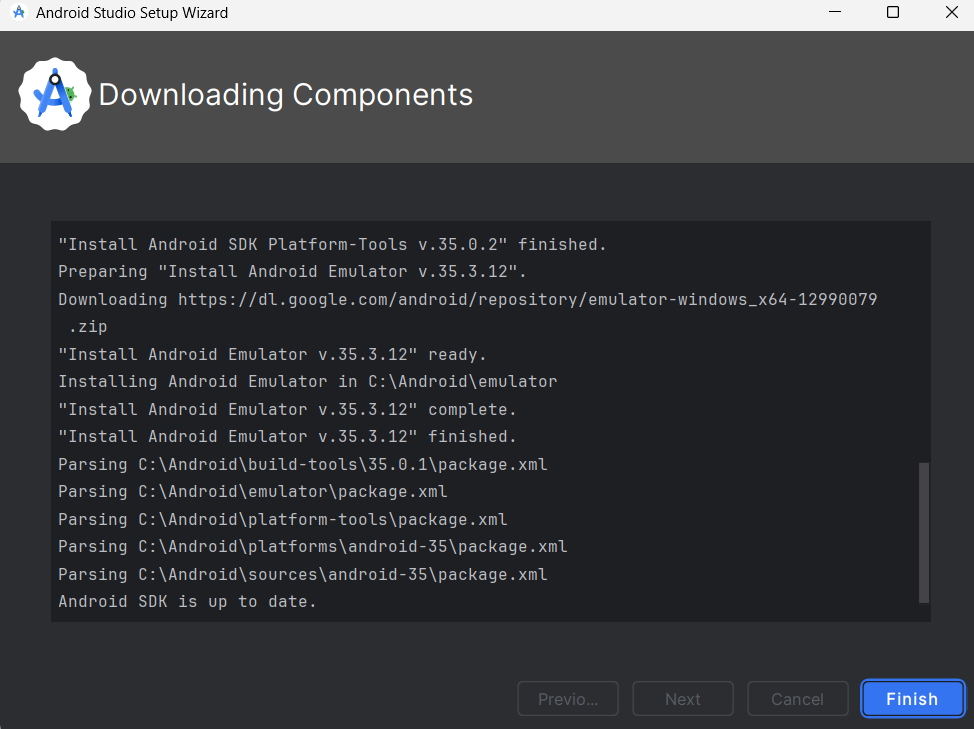 Android Studio Setup Wizard
Downloading Components
"Install Android SDK Platform-Tools v.35.0.2" finished.
Preparing "Install Android Emulator v.35.3.12".
Downloading https://dl.google.com/android/repository/emulator-windows_x64-12990079
.zip
"Install Android Emulator v.35.3.12" ready.
Installing Android Emulator in C:\Android\emulator
"Install Android Emulator v.35.3.12" complete.
"Install Android Emulator v.35.3.12" finished.
Parsing C:\Android\build-tools\35.0.1\package.xml
Parsing C:\Android\emulator\package.xml
Parsing C:\Android\platform-tools\package.xml
Parsing C:\Android\platforms\android-35\package.xml
Parsing C:\Android\sources\android-35\package.xml
Android SDK is up to date.
Previo... Next Cancel Finish